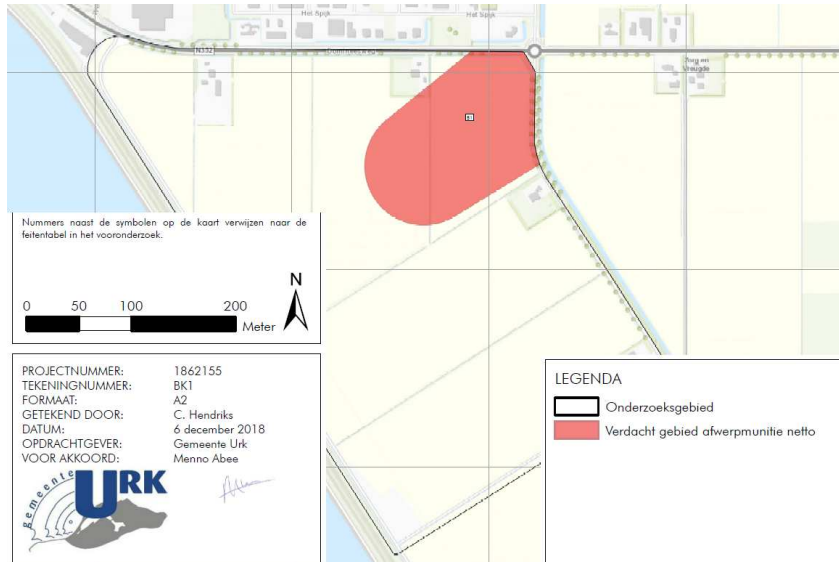 Het Spijk
Het Spijk
N352
Zorg en
Vreugde
Nummers naast de symbolen op de kaart verwijzen naar de
feitentabel in het vooronderzoek.
N
0 50 100 200
Meter
PROJECTNUMMER: 1862155
TEKENINGNUMMER: BK1
FORMAAT: A2
GETEKEND DOOR: C. Hendriks
DATUM: 6 december 2018
OPDRACHTGEVER: Gemeente Urk
VOOR AKKOORD: Menno Abee
gemeente
URK
LEGENDA
Onderzoeksgebied
Verdacht gebied afwerpmunitie netto